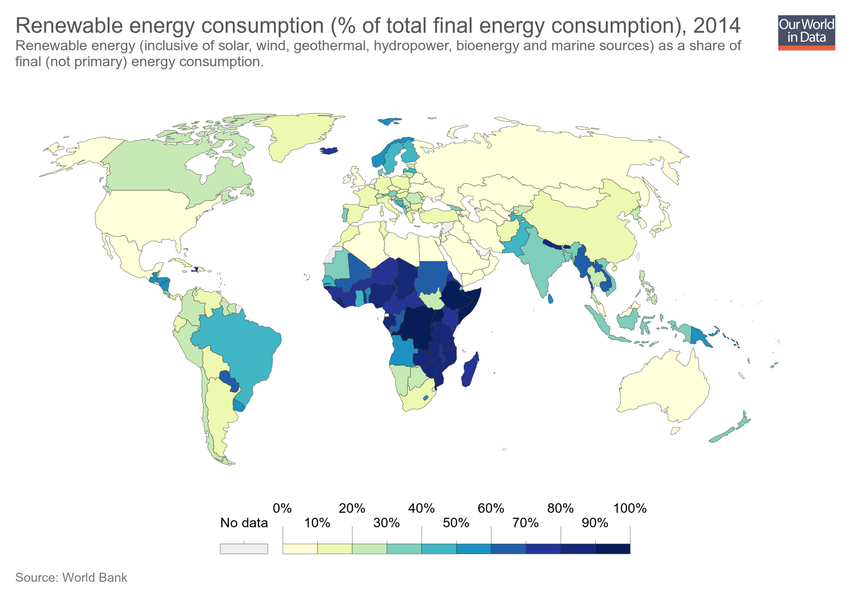 Renewable energy consumption (% of total final energy consumption), 2014
Renewable energy (inclusive of solar, wind, geothermal, hydropower, bioenergy and marine sources) as a share of
final (not primary) energy consumption.
Our World
in Data
0% 20% 40% 60% 80% 100%
No data 10% 30% 50% 70% 90%
Source: World Bank